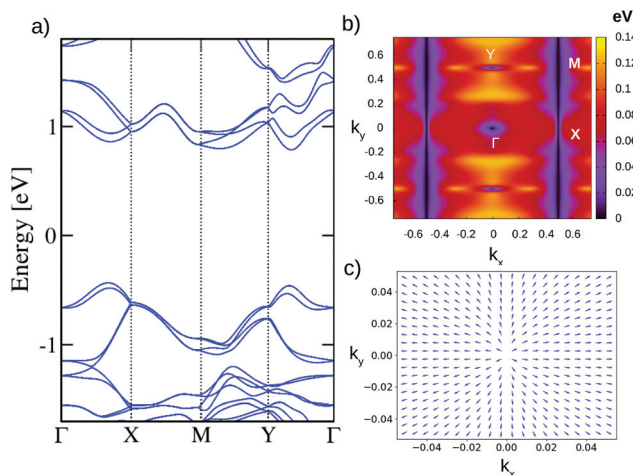 a)
Energy [eV]
1
0
-1
Γ X M Y Γ
b)
eV
k_y
0.6
0.4
0.2
0
-0.2
-0.4
-0.6
Y
M
Γ
X
-0.6 -0.4 -0.2 0 0.2 0.4 0.6
k_x
0.14
0.12
0.1
0.08
0.06
0.04
0.02
0
c)
k_y
0.04
0.02
0.00
−0.02
−0.04
−0.04 −0.02 0.00 0.02 0.04
k_x